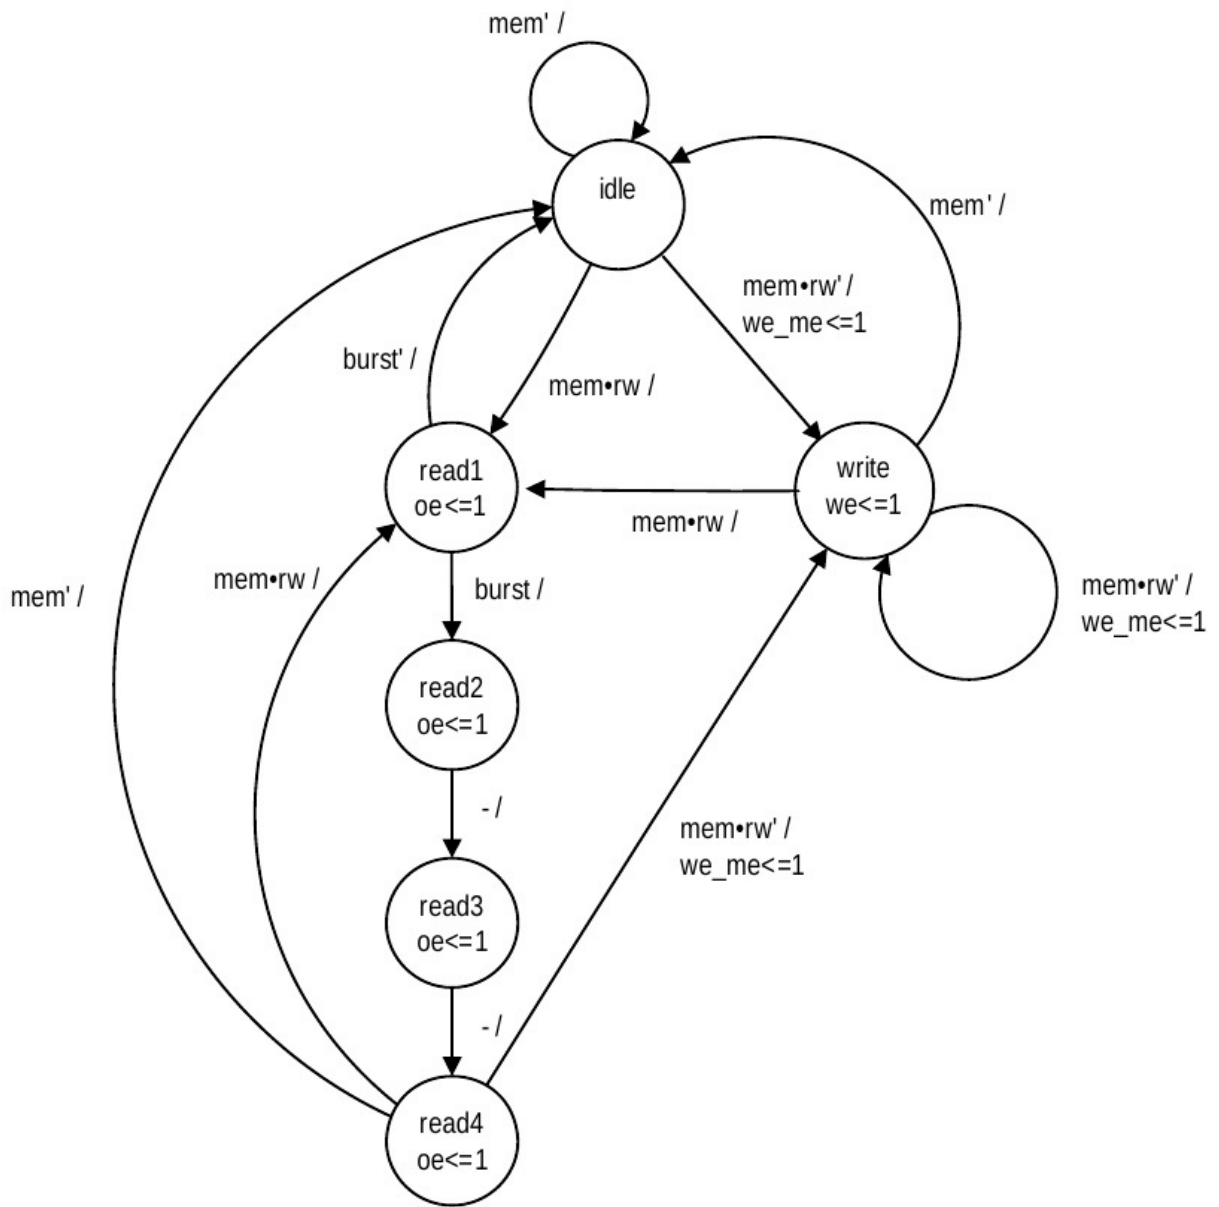 mem' /
idle
mem' /
mem•rw' /
we_me<=1
burst' /
mem•rw /
read1
oe<=1
write
we<=1
mem•rw /
mem•rw /
burst /
mem' /
mem•rw' /
we_me<=1
read2
oe<=1
- /
mem•rw' /
we_me<=1
read3
oe<=1
- /
read4
oe<=1